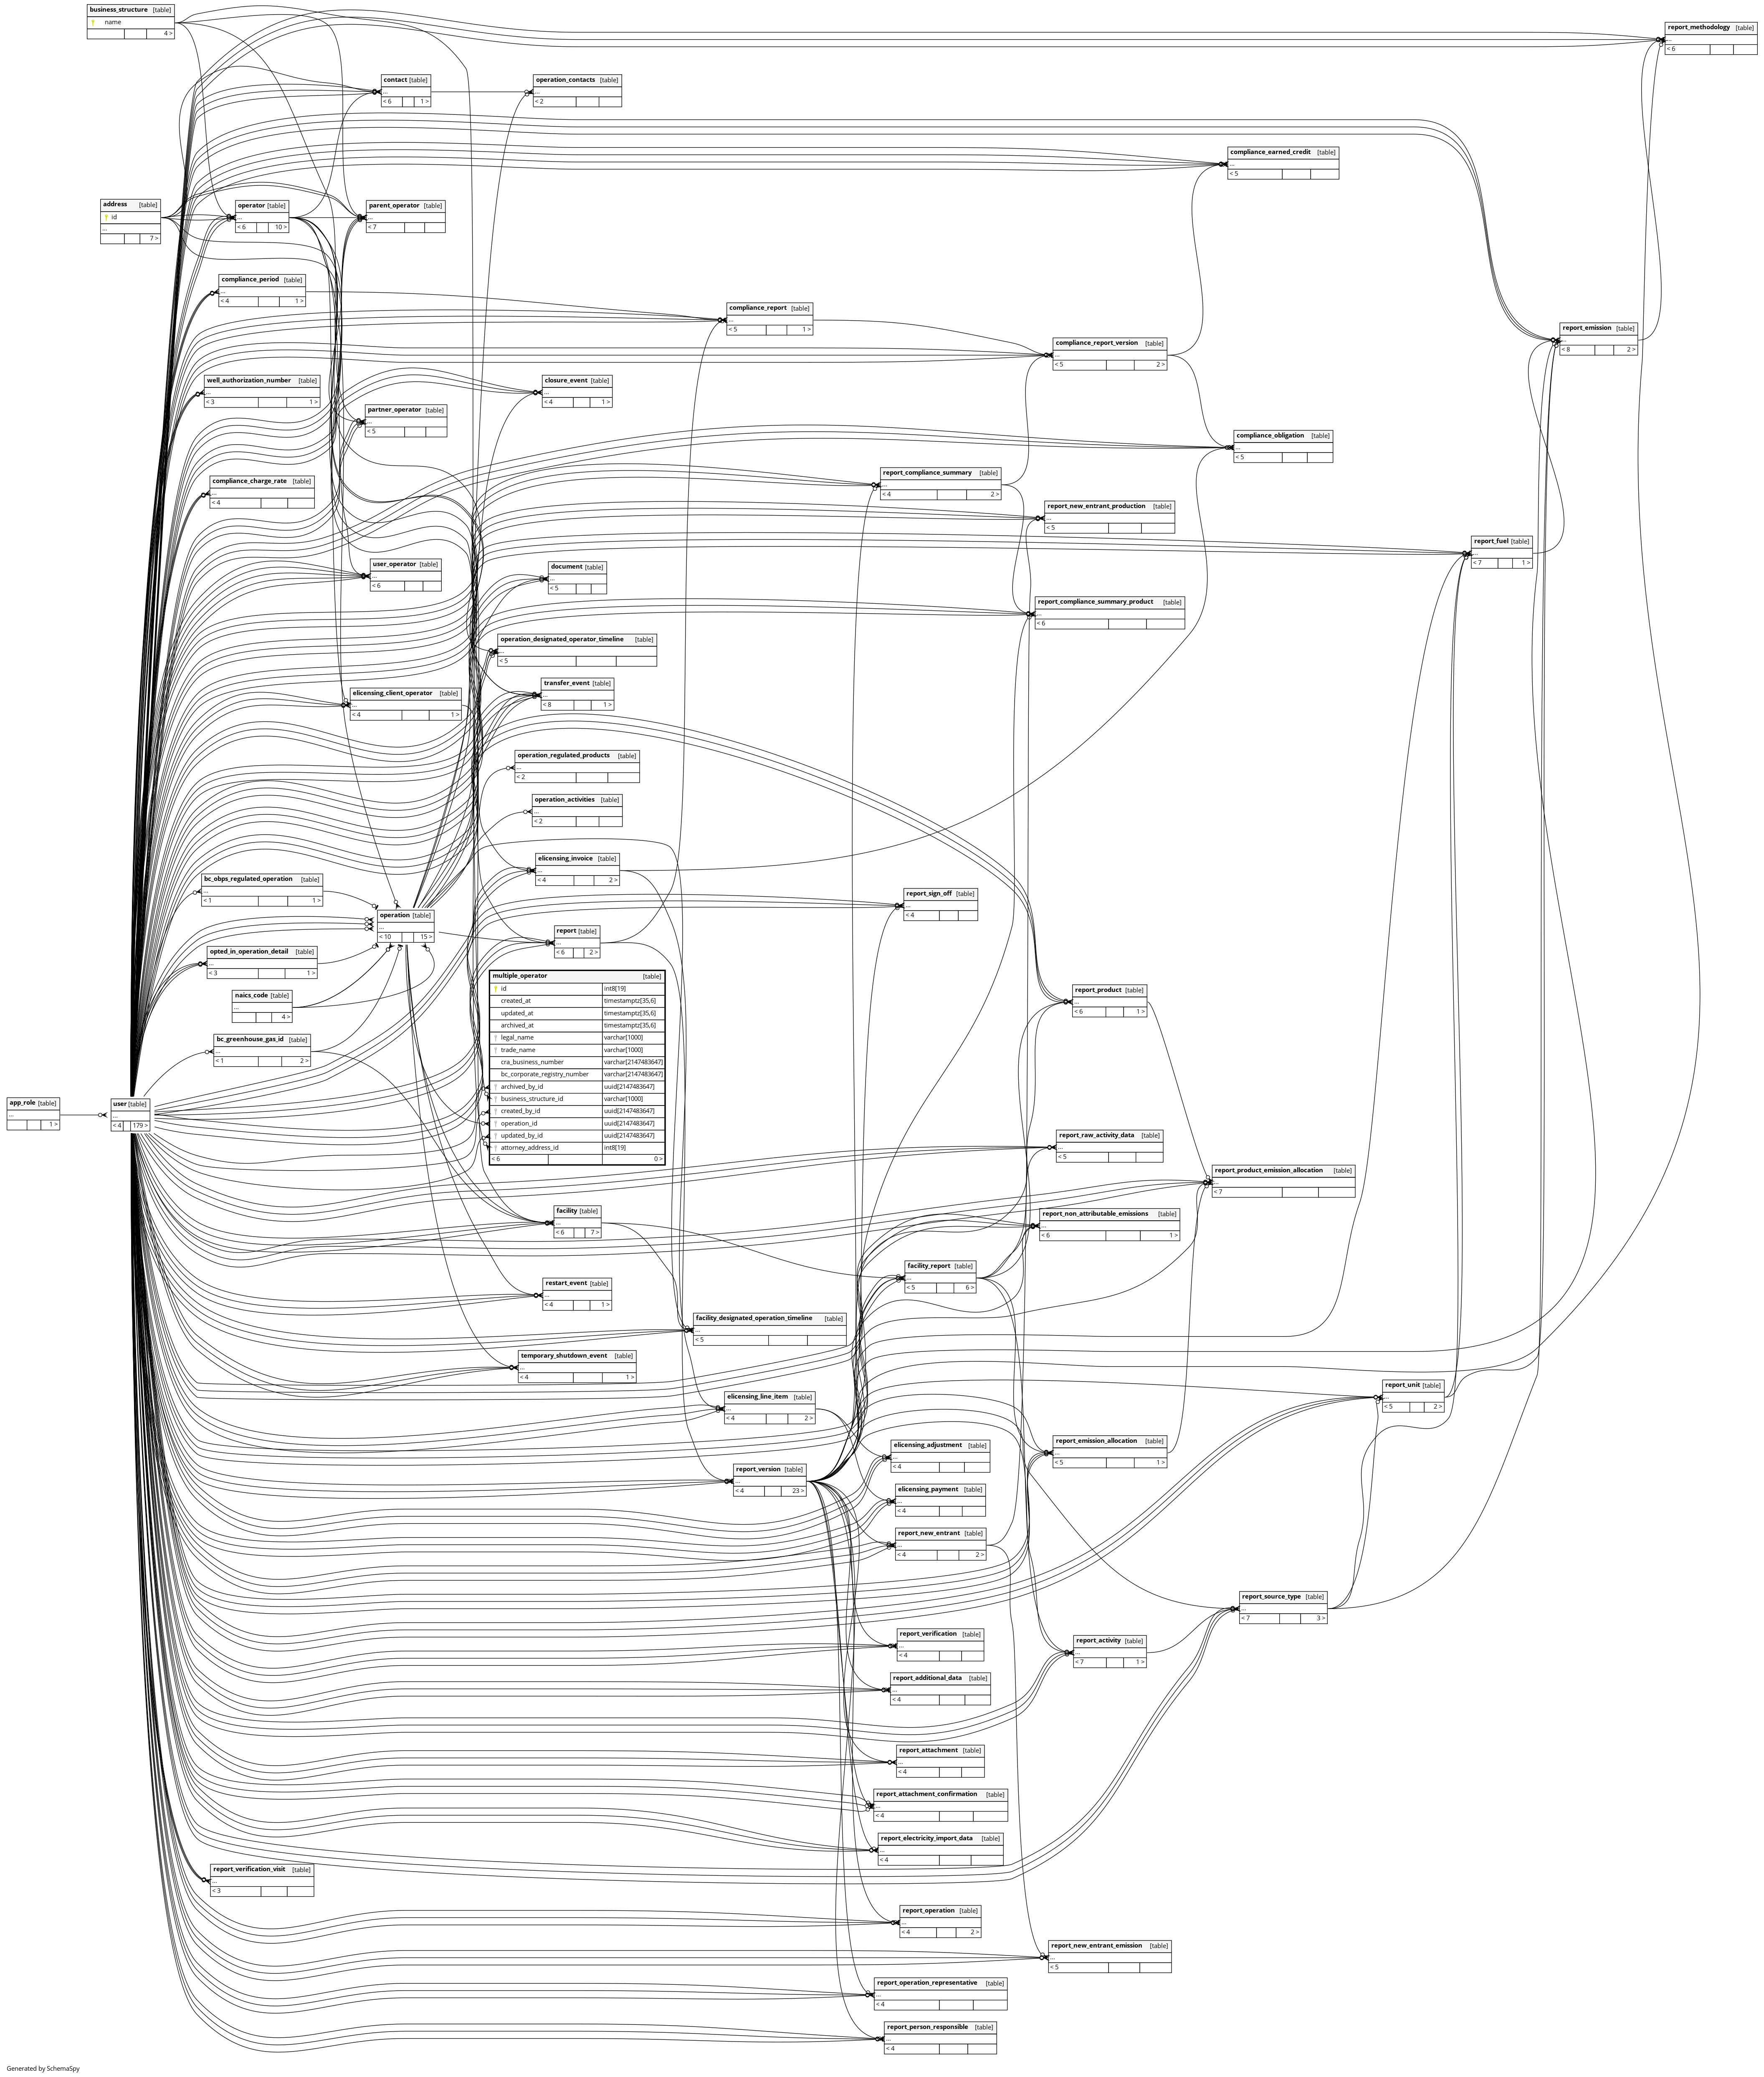 business_structure [table]
name
4 >
report_methodology [table]
...
< 6
contact [table]
...
< 6 1 >
operation_contacts [table]
...
< 2
compliance_earned_credit [table]
...
< 5
address [table]
id
...
7 >
operator [table]
...
< 6 10 >
parent_operator [table]
...
< 7
compliance_period [table]
...
< 4 1 >
compliance_report [table]
...
< 5 1 >
report_emission [table]
...
< 8 2 >
compliance_report_version [table]
...
< 5 2 >
well_authorization_number [table]
...
< 3 1 >
closure_event [table]
...
< 4 1 >
partner_operator [table]
...
< 5
compliance_obligation [table]
...
< 5
compliance_charge_rate [table]
...
< 4
report_compliance_summary [table]
...
< 4 2 >
report_new_entrant_production [table]
...
< 5
report_fuel [table]
...
< 7 1 >
user_operator [table]
...
< 6
document [table]
...
< 5
report_compliance_summary_product [table]
...
< 6
operation_designated_operator_timeline [table]
...
< 5
elicensing_client_operator [table]
...
< 4 1 >
transfer_event [table]
...
< 8 1 >
operation_regulated_products [table]
...
< 2
operation_activities [table]
...
< 2
elicensing_invoice [table]
...
< 4 2 >
bc_obps_regulated_operation [table]
...
< 1 1 >
report_sign_off [table]
...
< 4
operation [table]
...
< 10 15 >
report [table]
...
< 6 2 >
opted_in_operation_detail [table]
...
< 3 1 >
naics_code [table]
...
4 >
bc_greenhouse_gas_id [table]
...
< 1 2 >
multiple_operator [table]
id int8[19]
created_at timestamptz[35,6]
updated_at timestamptz[35,6]
archived_at timestamptz[35,6]
legal_name varchar[1000]
trade_name varchar[1000]
cra_business_number varchar[2147483647]
bc_corporate_registry_number varchar[2147483647]
archived_by_id uuid[2147483647]
business_structure_id varchar[1000]
created_by_id uuid[2147483647]
operation_id uuid[2147483647]
updated_by_id uuid[2147483647]
attorney_address_id int8[19]
< 6 0 >
report_product [table]
...
< 6 1 >
app_role [table]
...
1 >
user [table]
...
< 4 179 >
report_raw_activity_data [table]
...
< 5
report_product_emission_allocation [table]
...
< 7
facility [table]
...
< 6 7 >
report_non_attributable_emissions [table]
...
< 6 1 >
facility_report [table]
...
< 5 6 >
restart_event [table]
...
< 4 1 >
facility_designated_operation_timeline [table]
...
< 5
temporary_shutdown_event [table]
...
< 4 1 >
report_unit [table]
...
< 5 2 >
elicensing_line_item [table]
...
< 4 2 >
report_emission_allocation [table]
...
< 5 1 >
elicensing_adjustment [table]
...
< 4
report_version [table]
...
< 4 23 >
elicensing_payment [table]
...
< 4
report_new_entrant [table]
...
< 4 2 >
report_source_type [table]
...
< 7 3 >
report_verification [table]
...
< 4
report_activity [table]
...
< 7 1 >
report_additional_data [table]
...
< 4
report_attachment [table]
...
< 4
report_attachment_confirmation [table]
...
< 4
report_electricity_import_data [table]
...
< 4
report_verification_visit [table]
...
< 3
report_operation [table]
...
< 4 2 >
report_new_entrant_emission [table]
...
< 5
report_operation_representative [table]
...
< 4
report_person_responsible [table]
...
< 4
Generated by SchemaSpy